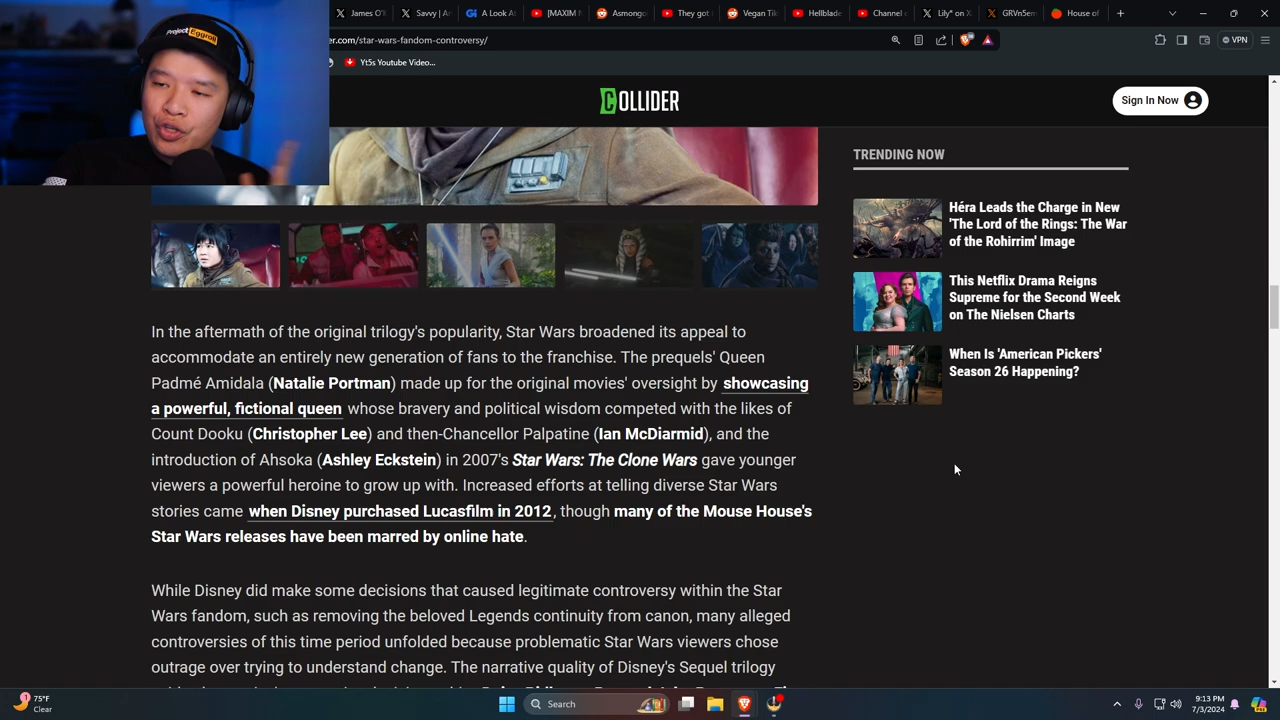 Project Eggroll
James O'
Savvy | A
A Look A
[MAXIM
Asmong
They got
Vegan Tik
Hellblade
Channel
Lily* on X
GRVn5em
House of
er.com/star-wars-fandom-controversy/
VPN
Yt5s Youtube Video...
COLLIDER
Sign In Now
TRENDING NOW
Héra Leads the Charge in New
'The Lord of the Rings: The War
of the Rohirrim' Image
This Netflix Drama Reigns
Supreme for the Second Week
on The Nielsen Charts
When Is 'American Pickers'
Season 26 Happening?
In the aftermath of the original trilogy's popularity, Star Wars broadened its appeal to
accommodate an entirely new generation of fans to the franchise. The prequels' Queen
Padmé Amidala (Natalie Portman) made up for the original movies' oversight by showcasing
a powerful, fictional queen whose bravery and political wisdom competed with the likes of
Count Dooku (Christopher Lee) and then-Chancellor Palpatine (Ian McDiarmid), and the
introduction of Ahsoka (Ashley Eckstein) in 2007's Star Wars: The Clone Wars gave younger
viewers a powerful heroine to grow up with. Increased efforts at telling diverse Star Wars
stories came when Disney purchased Lucasfilm in 2012, though many of the Mouse House's
Star Wars releases have been marred by online hate.
While Disney did make some decisions that caused legitimate controversy within the Star
Wars fandom, such as removing the beloved Legends continuity from canon, many alleged
controversies of this time period unfolded because problematic Star Wars viewers chose
outrage over trying to understand change. The narrative quality of Disney's Sequel trilogy
75°F
Clear
Search
9:13 PM
7/3/2024